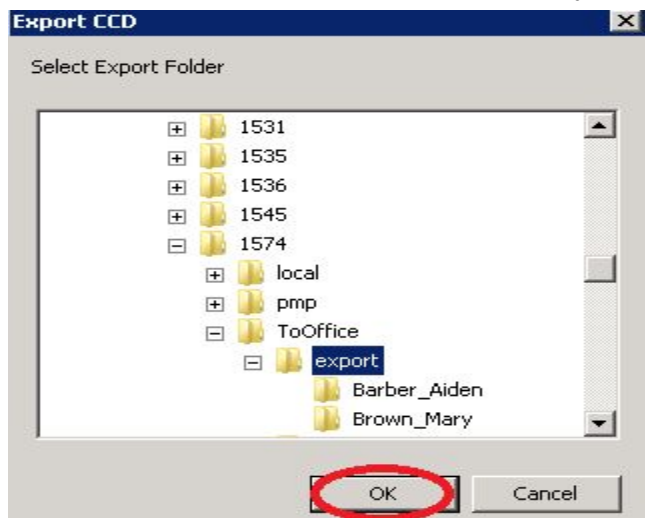 Export CCD
Select Export Folder
1531
1535
1536
1545
1574
local
pmp
ToOffice
export
Barber_Aiden
Brown_Mary
OK Cancel